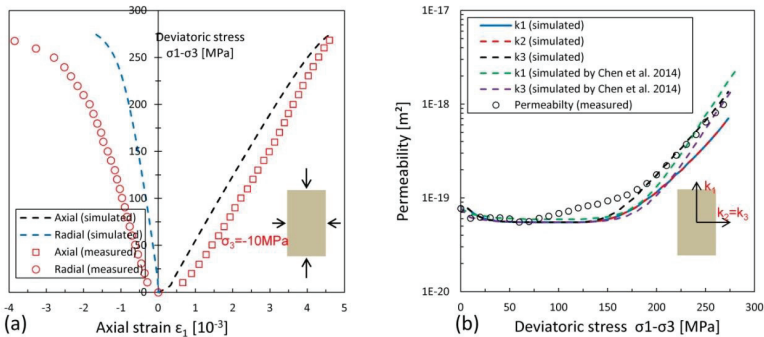 Deviatoric stress
σ1-σ3 [MPa]
300
250
200
150
100
50
0
Axial (simulated)
Radial (simulated)
Axial (measured)
Radial (measured)
σ3=-10MPa
-4 -3 -2 -1 0 1 2 3 4 5
(a) Axial strain ε1 [10-3]
1E-17
1E-18
1E-19
1E-20
Permeability [m²]
k1 (simulated)
k2 (simulated)
k3 (simulated)
k1 (simulated by Chen et al. 2014)
k3 (simulated by Chen et al. 2014)
Permeabilty (measured)
k1
k2=k3
0 50 100 150 200 250 300
(b) Deviatoric stress σ1-σ3 [MPa]